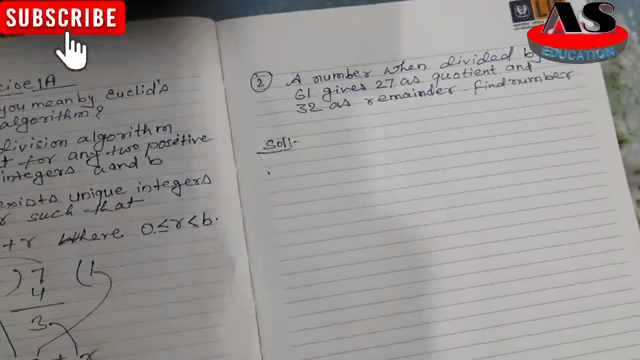 SUBSCRIBE
AS
EDUCATION
cise 1A
you mean by Euclid's
algorithm?
division algorithm
t for any two positive
integers a and b
exists unique integers
r such that
+r where 0≤r<b.
) 7 ( 1
4
3
② A number when divided by
61 gives 27 as quotient and
32 as remainder find number
Sol:-